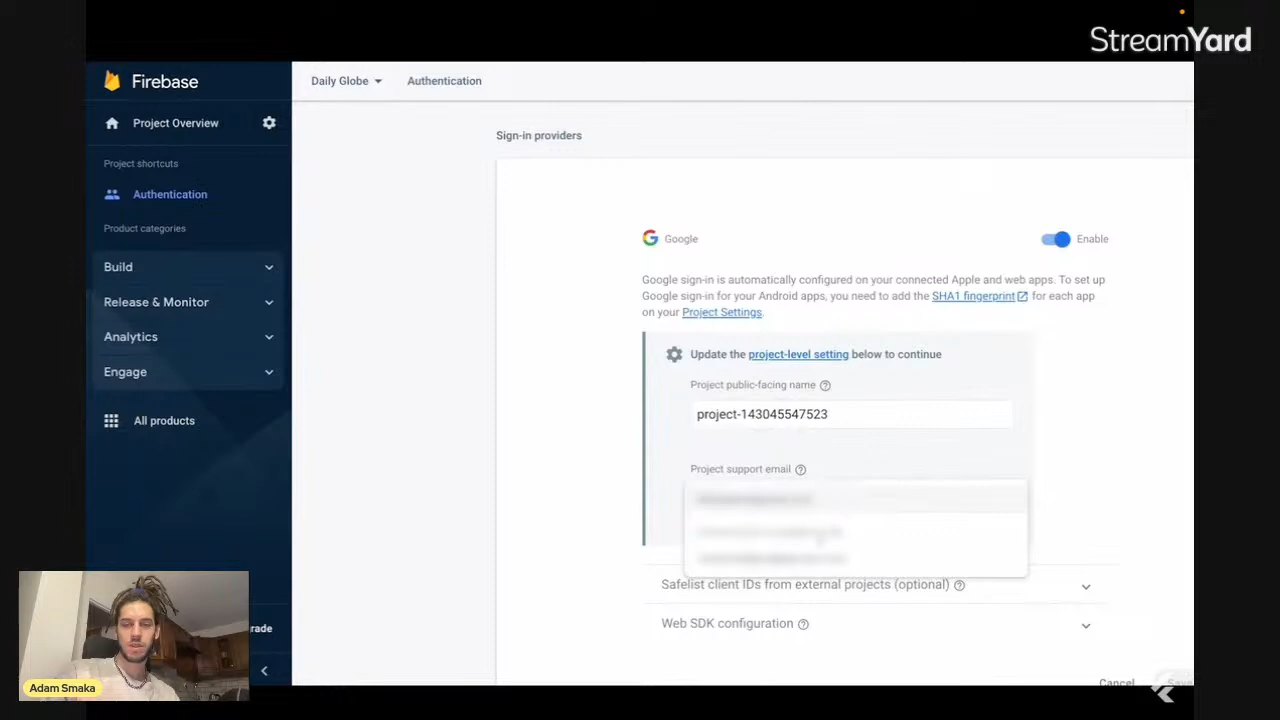 StreamYard
Firebase
Daily Globe
Authentication
Project Overview
Sign-in providers
Project shortcuts
Authentication
Product categories
Google
Enable
Build
Google sign-in is automatically configured on your connected Apple and web apps. To set up
Google sign-in for your Android apps, you need to add the SHA1 fingerprint for each app
on your Project Settings.
Release & Monitor
Analytics
Update the project-level setting below to continue
Engage
Project public-facing name
project-143045547523
All products
Project support email
Safelist client IDs from external projects (optional)
Web SDK configuration
rade
Cancel
Save
Adam Smaka